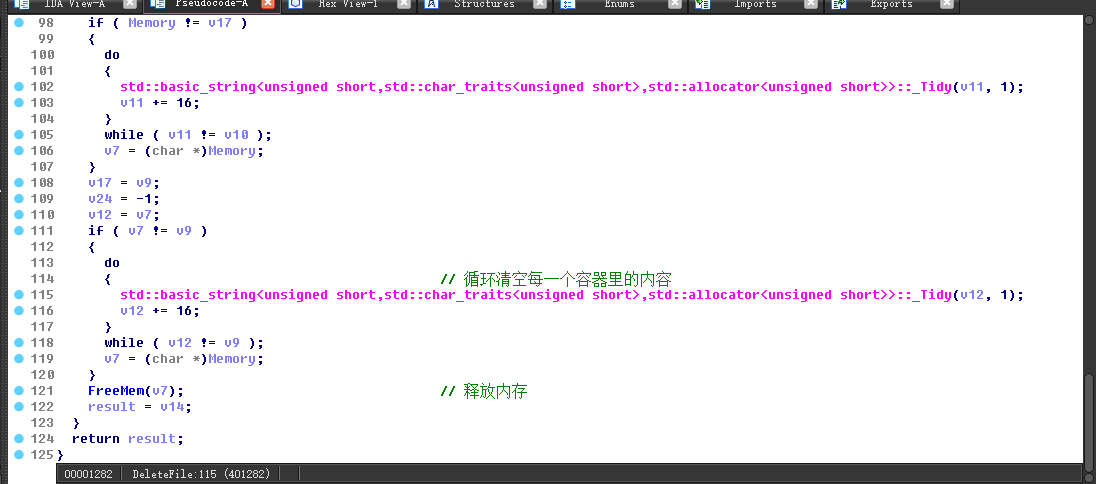 IDA View-A Pseudocode-A Hex View-1 Structures Enums Imports Exports
98 if ( Memory != v17 )
99 {
100 do
101 {
102 std::basic_string<unsigned short,std::char_traits<unsigned short>,std::allocator<unsigned short>>::_Tidy(v11, 1);
103 v11 += 16;
104 }
105 while ( v11 != v10 );
106 v7 = (char *)Memory;
107 }
108 v17 = v9;
109 v24 = -1;
110 v12 = v7;
111 if ( v7 != v9 )
112 {
113 do
114 { // 循环清空每一个容器里的内容
115 std::basic_string<unsigned short,std::char_traits<unsigned short>,std::allocator<unsigned short>>::_Tidy(v12, 1);
116 v12 += 16;
117 }
118 while ( v12 != v9 );
119 v7 = (char *)Memory;
120 }
121 FreeMem(v7); // 释放内存
122 result = v14;
123 }
124 return result;
125 }
00001282 DeleteFile:115 (401282)